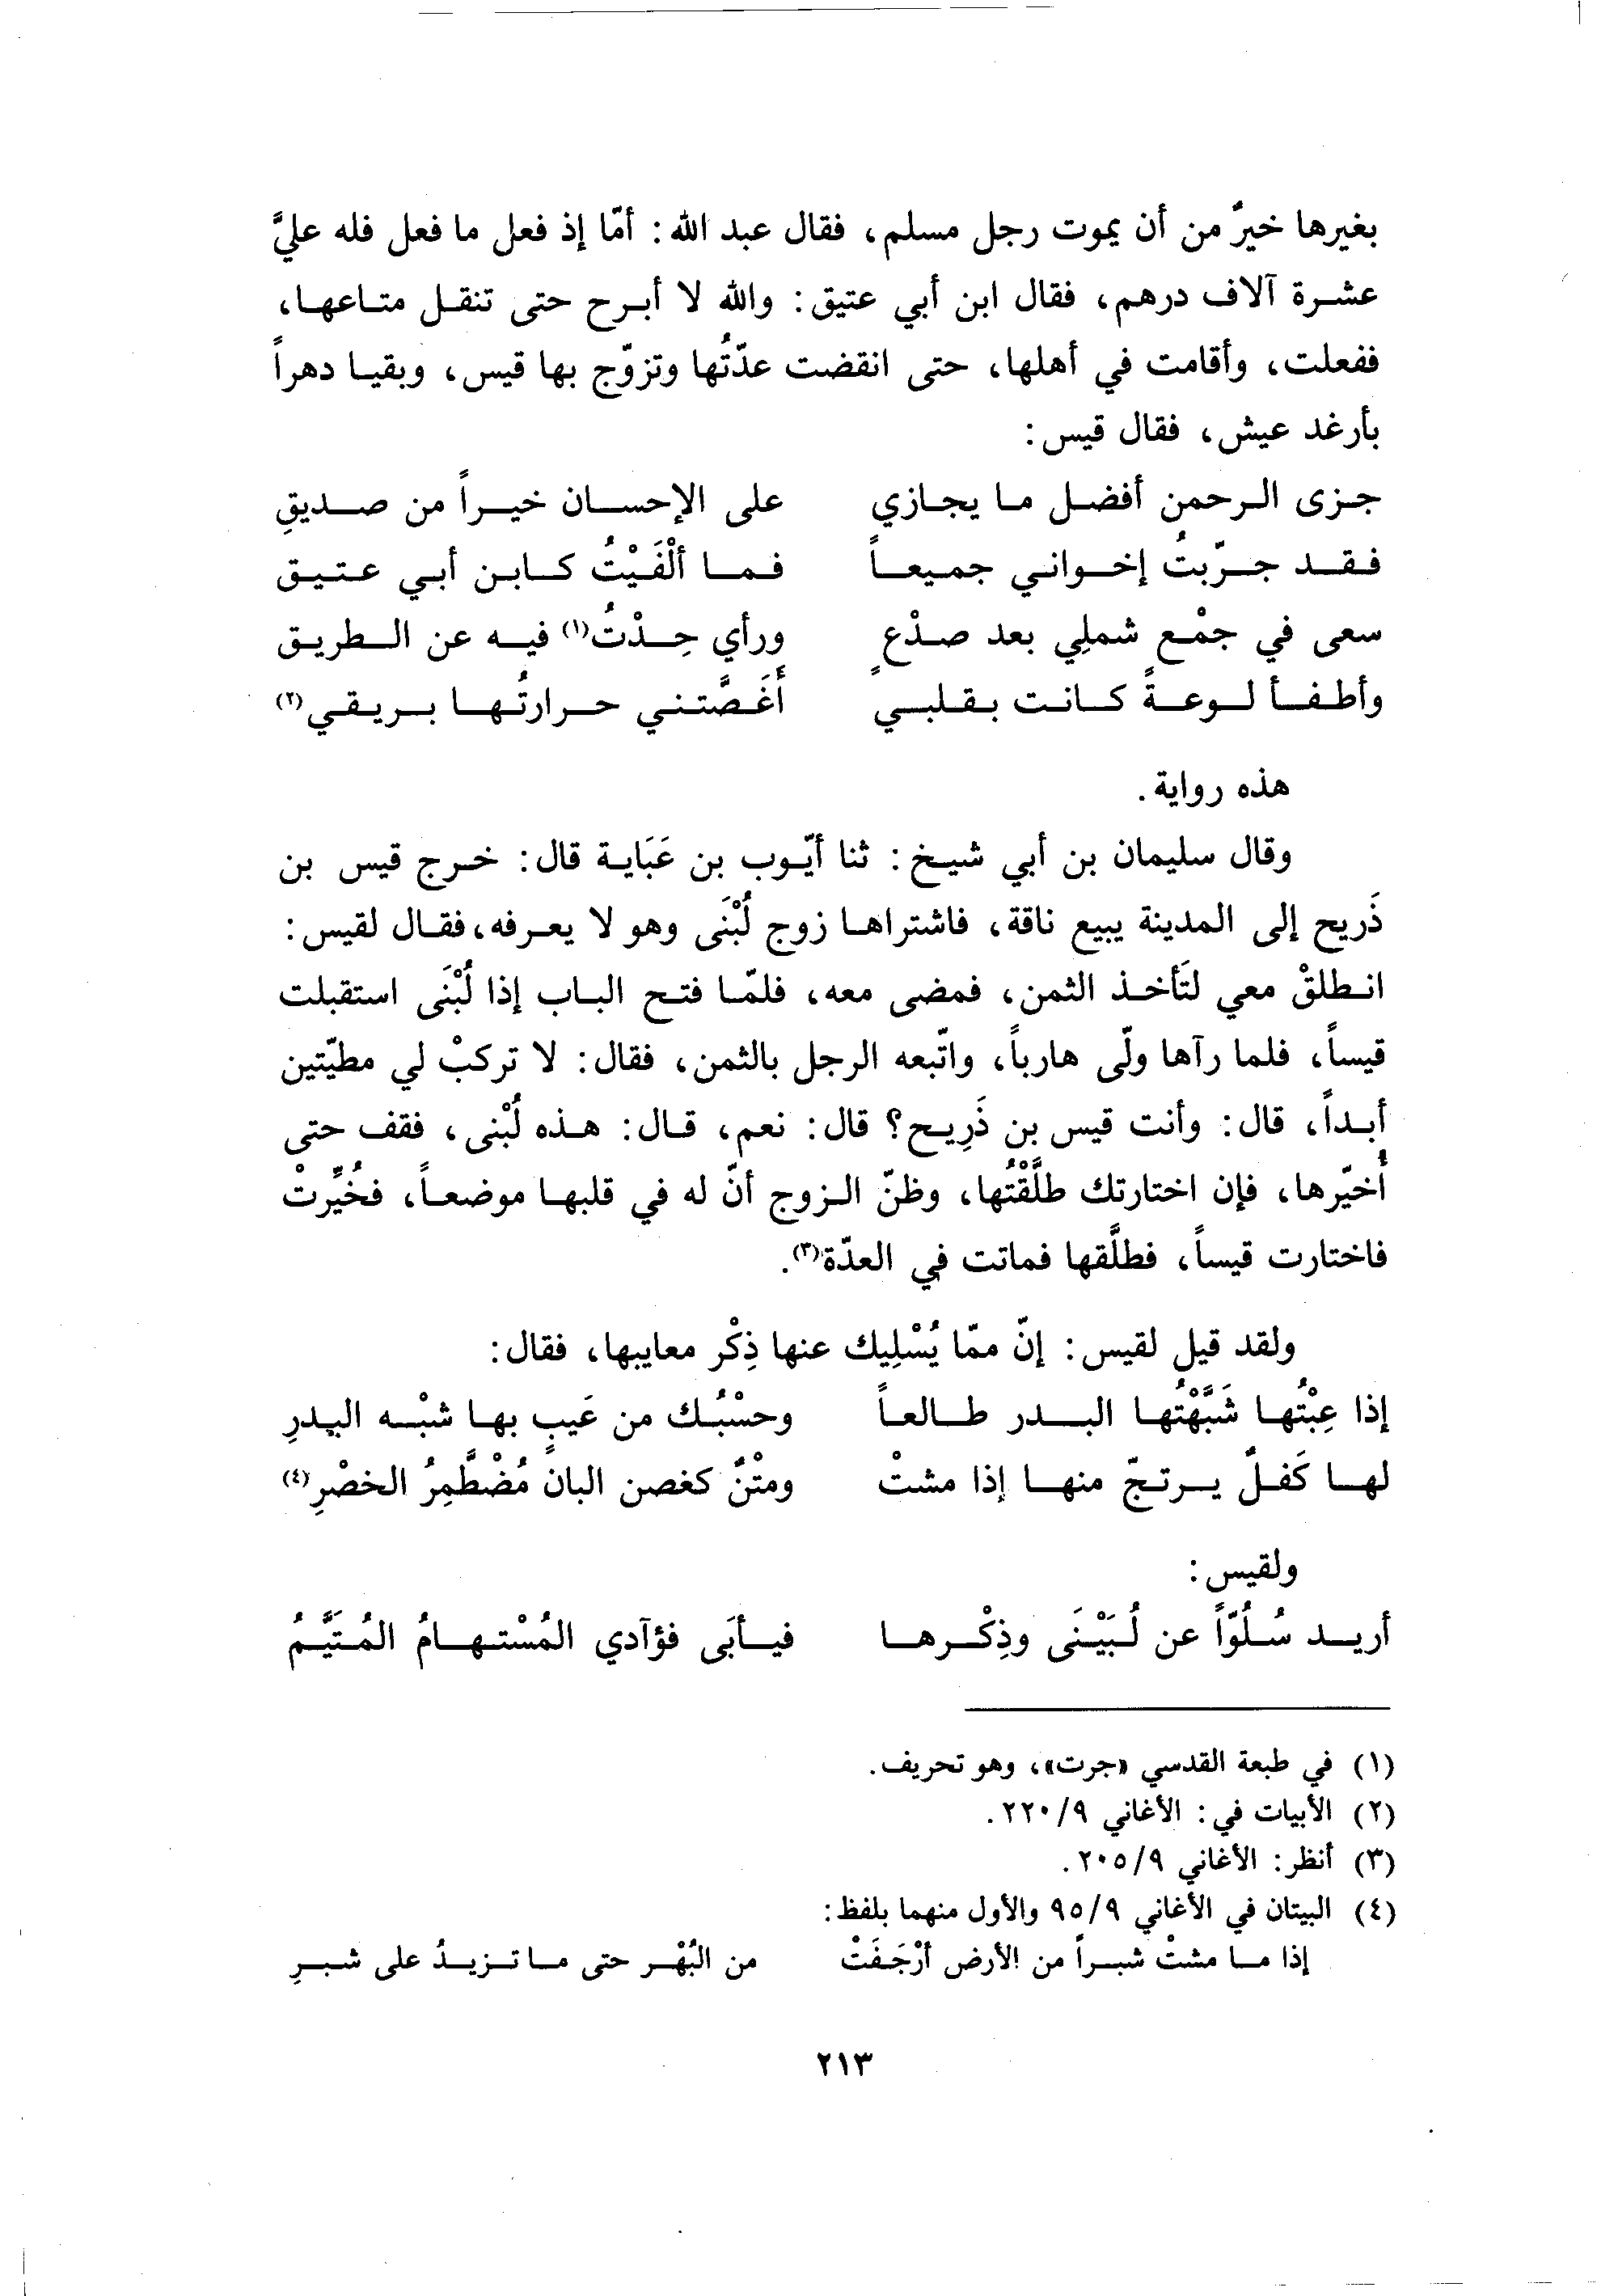 بغيرها خيرٌ من أن يموت رجل مسلم، فقال عبد الله: أمّا إذ فعل ما فعل فله عليَّ
عشرة آلاف درهم، فقال ابن أبي عتيق: والله لا أبرح حتى تنقل متاعها،
ففعلت، وأقامت في أهلها، حتى انقضت عدّتُها وتزوّج بها قيس، وبقيا دهراً
بأرغد عيش، فقال قيس:
جزى الرحمن أفضل ما يجازي على الإحسان خيراً من صديقِ
فقد جرّبتُ إخواني جميعاً فما ألْفَيْتُ كابن أبي عتيق
سعى في جمْع شملِي بعد صدْعٍ ورأي حِدْتُ(١) فيه عن الطريق
وأطفأ لوعةً كانت بقلبي أَغَصَّتني حرارتُها بريقي(٢)
هذه رواية.
وقال سليمان بن أبي شيخ: ثنا أيّوب بن عَبَاية قال: خرج قيس بن
ذَريح إلى المدينة يبيع ناقة، فاشتراها زوج لُبْنَى وهو لا يعرفه، فقال لقيس:
انطلقْ معي لتَأخذ الثمن، فمضى معه، فلمّا فتح الباب إذا لُبْنَى استقبلت
قيساً، فلما رآها ولّى هارباً، واتّبعه الرجل بالثمن، فقال: لا تركبْ لي مطيّتين
أبداً، قال: وأنت قيس بن ذَرِيح؟ قال: نعم، قال: هذه لُبْنى، فقف حتى
أُخيّرها، فإن اختارتك طلَّقْتُها، وظنّ الزوج أنّ له في قلبها موضعاً، فخُيِّرتْ
فاختارت قيساً، فطلَّقها فماتت في العدّة(٣).
ولقد قيل لقيس: إنّ ممّا يُسْلِيك عنها ذِكْر معايبها، فقال:
إذا عِبْتُها شَبَّهْتُها البدر طالعاً وحسْبُك من عَيبٍ بها شبْه البدرِ
لها كَفلٌ يرتجّ منها إذا مشتْ ومتْنٌ كغصن البان مُضْطَّمِرُ الخصْرِ(٤)
ولقيس:
أريد سُلُوّاً عن لُبَيْنَى وذِكْرها فيأبَى فؤآدي المُسْتهامُ المُتَيَّمُ
(١) في طبعة القدسي «جرت»، وهو تحريف.
(٢) الأبيات في: الأغاني ٢٢٠/٩.
(٣) أنظر: الأغاني ٢٠٥/٩.
(٤) البيتان في الأغاني ٩٥/٩ والأول منهما بلفظ:
إذا ما مشتْ شبراً من الأرض أرْجَفَتْ من البُهْر حتى ما تزيدُ على شبرِ
٢١٣